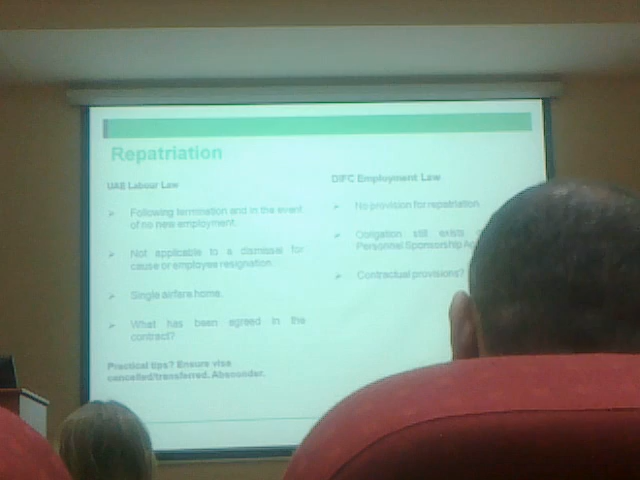 Repatriation
UAE Labour Law
Following termination and in the event
of no new employment.
Not applicable to a dismissal for
cause or employee resignation
Single airfare home.
What has been agreed in the
contract?
Practical tips? Ensure visa
cancelled/transferred. Absconder.
DIFC Employment Law
No provision for repatriation
Obligation still exists
Personnel Sponsorship
Contractual provisions?